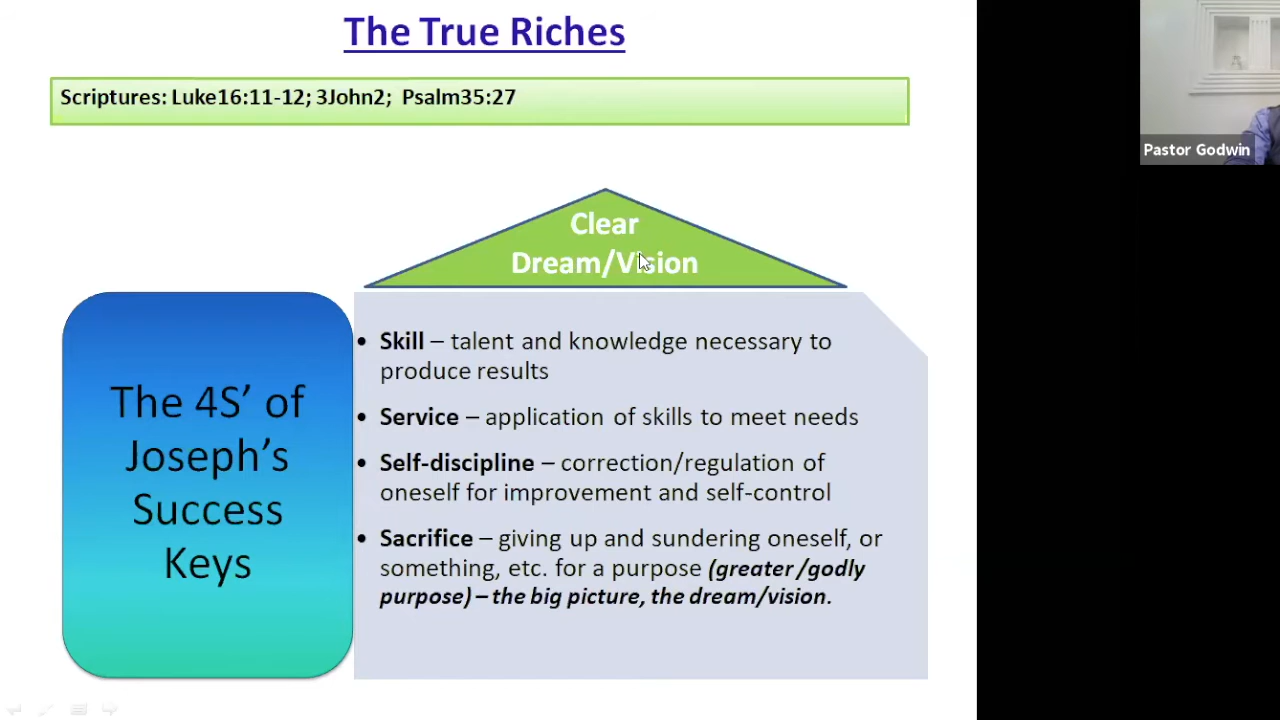 The True Riches
Scriptures: Luke16:11-12; 3John2; Psalm35:27
Pastor Godwin
Clear
Dream/Vision
The 4S’ of
Joseph’s
Success
Keys
• Skill – talent and knowledge necessary to
produce results
• Service – application of skills to meet needs
• Self-discipline – correction/regulation of
oneself for improvement and self-control
• Sacrifice – giving up and sundering oneself, or
something, etc. for a purpose (greater /godly
purpose) – the big picture, the dream/vision.